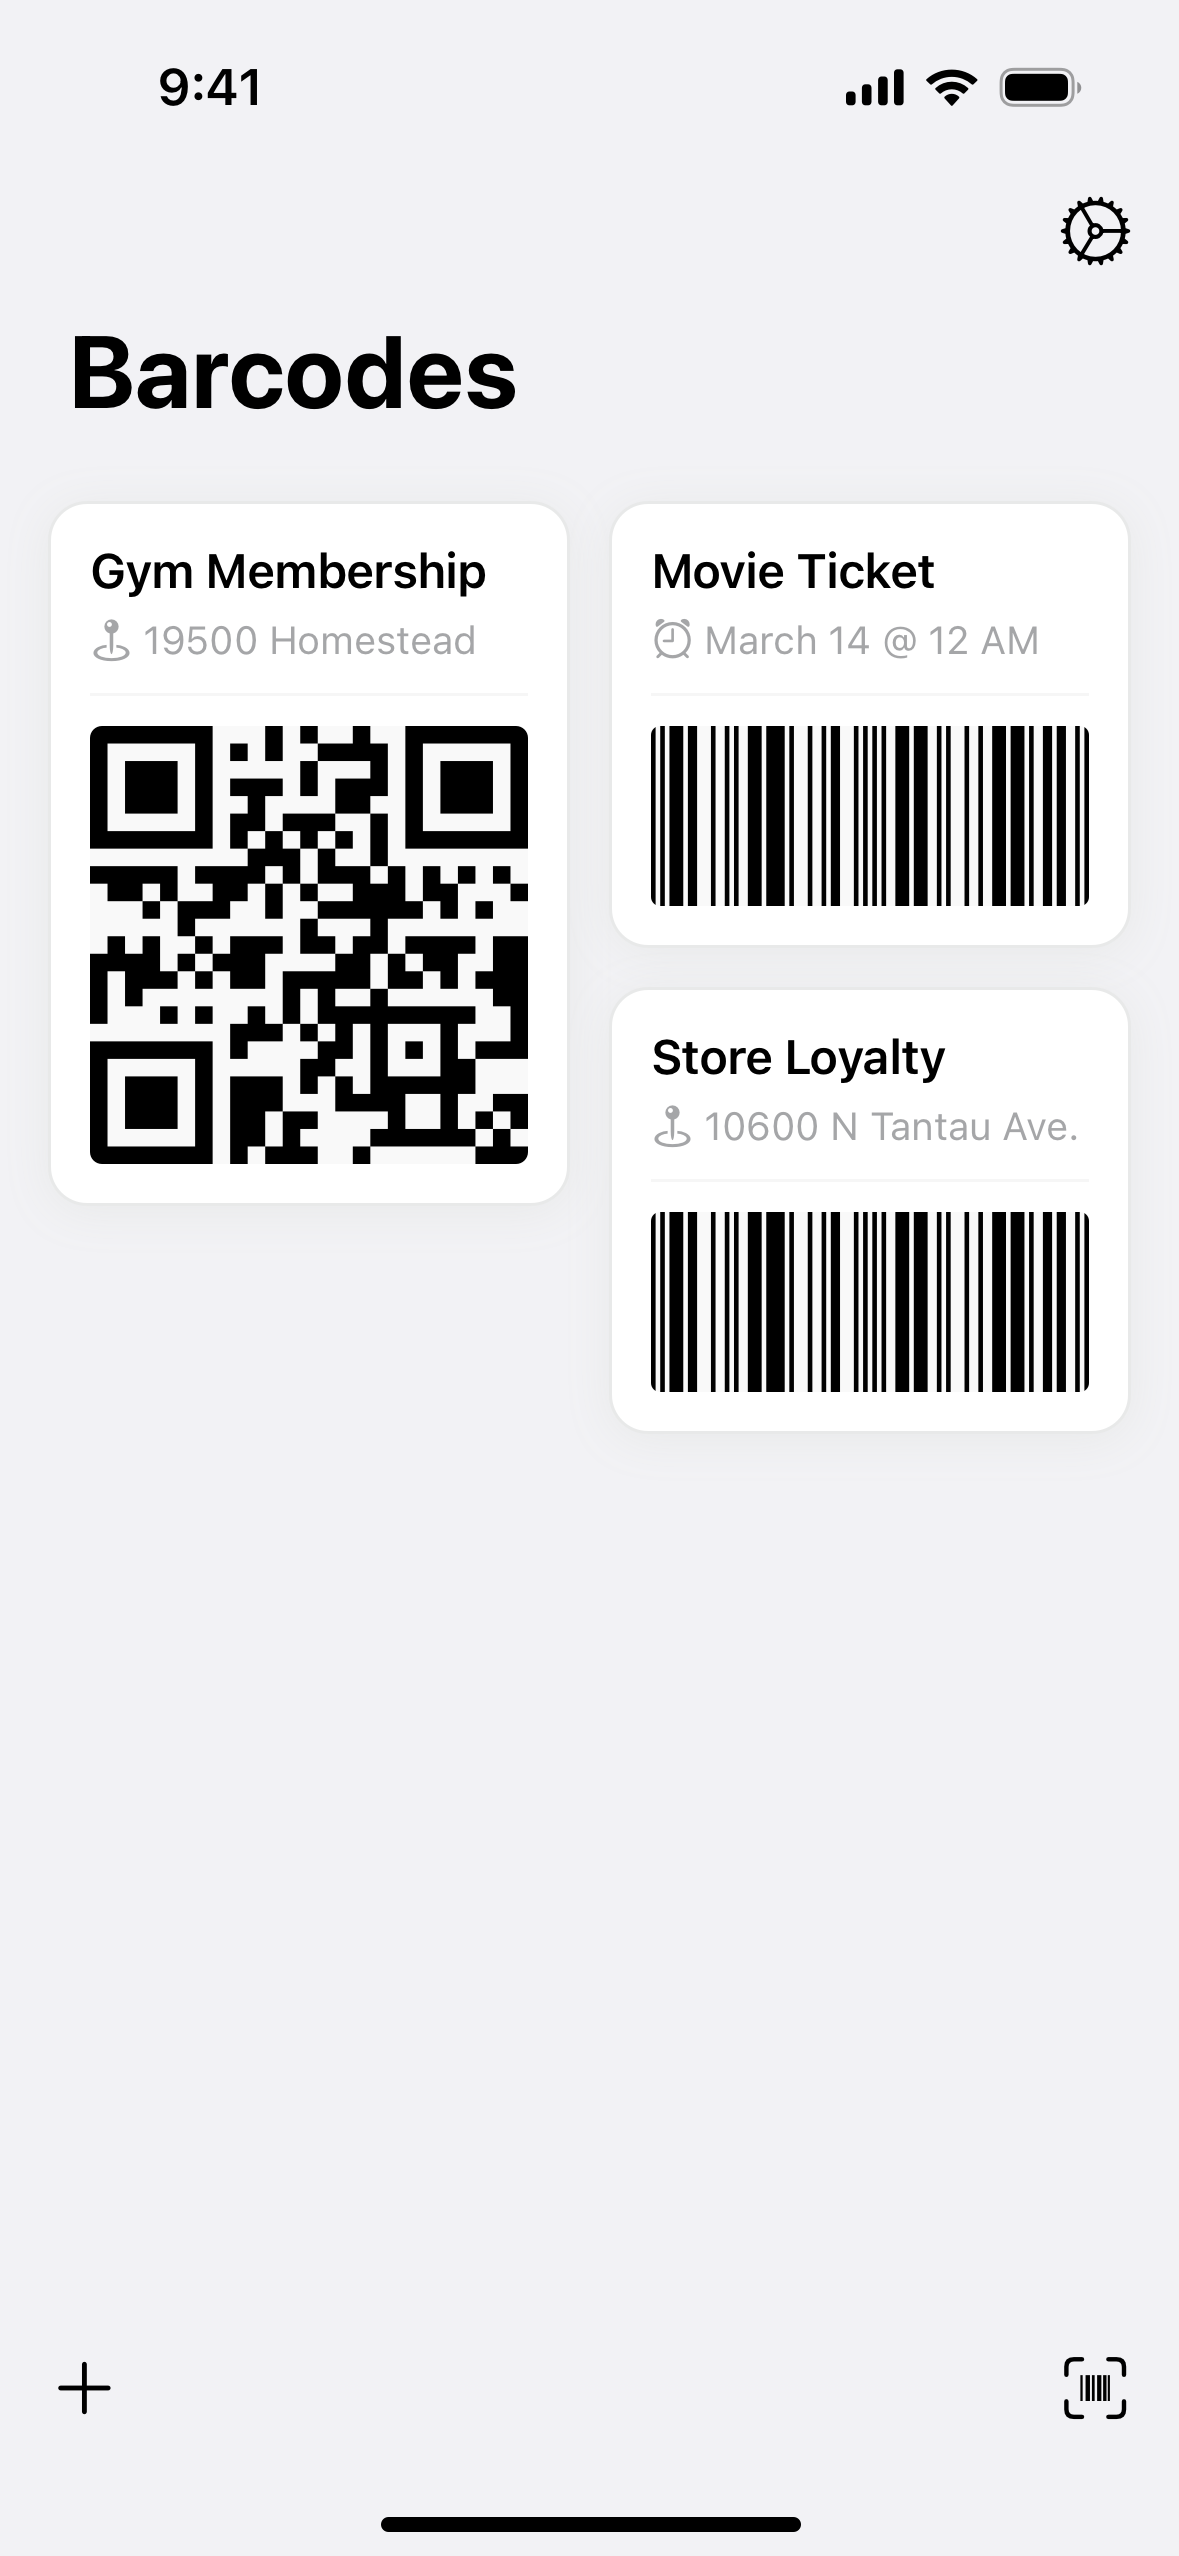 9:41
Barcodes
Gym Membership
19500 Homestead
Movie Ticket
March 14 @ 12 AM
Store Loyalty
10600 N Tantau Ave.